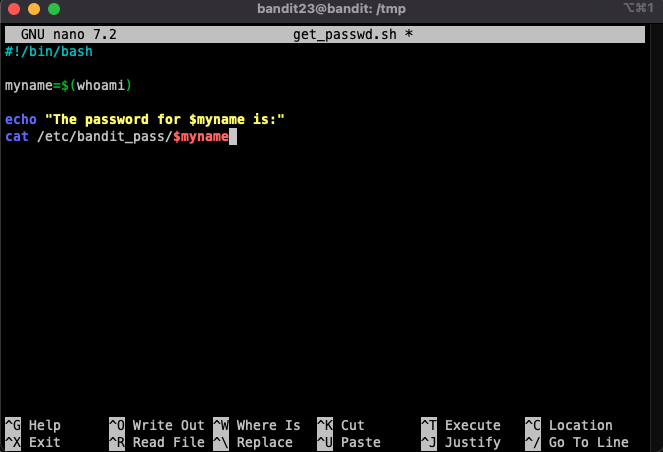 bandit23@bandit: /tmp ⌥⌘1
GNU nano 7.2 get_passwd.sh *
#!/bin/bash
myname=$(whoami)
echo "The password for $myname is:"
cat /etc/bandit_pass/$myname
^G Help ^O Write Out ^W Where Is ^K Cut ^T Execute ^C Location
^X Exit ^R Read File ^\ Replace ^U Paste ^J Justify ^/ Go To Line